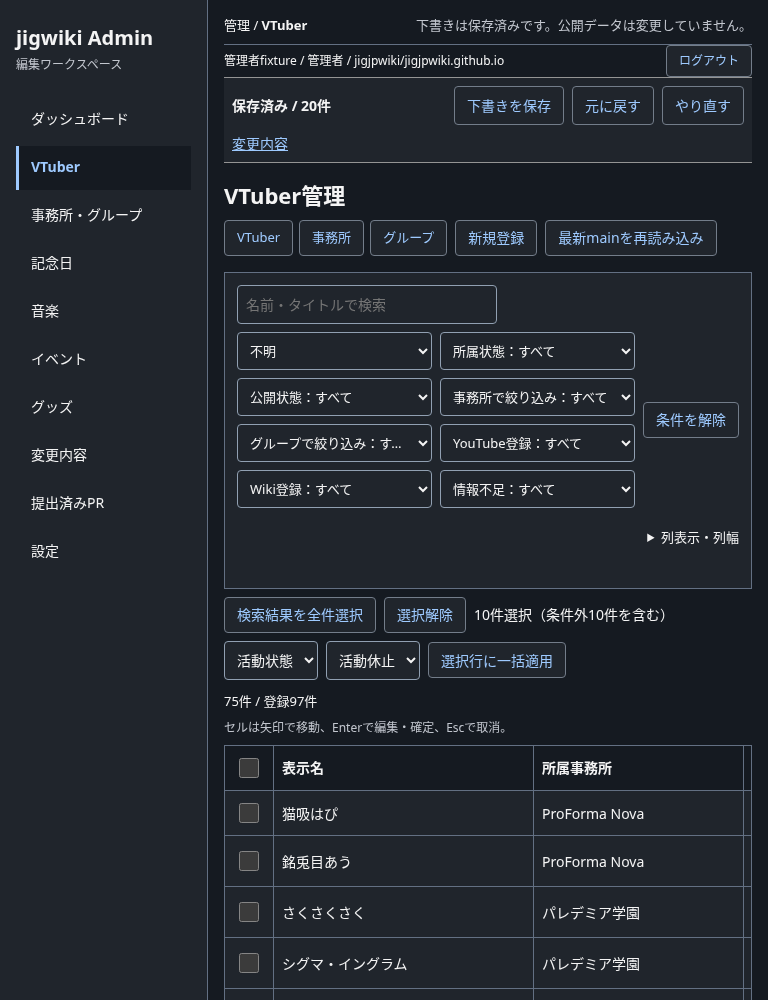 jigwiki Admin
編集ワークスペース
ダッシュボード
VTuber
事務所・グループ
記念日
音楽
イベント
グッズ
変更内容
提出済みPR
設定
管理 / VTuber
下書きは保存済みです。公開データは変更していません。
管理者fixture / 管理者 / jigjpwiki/jigjpwiki.github.io
ログアウト
保存済み / 20件
下書きを保存
元に戻す
やり直す
変更内容
VTuber管理
VTuber
事務所
グループ
新規登録
最新mainを再読み込み
名前・タイトルで検索
不明
所属状態：すべて
公開状態：すべて
事務所で絞り込み：すべて
グループで絞り込み：す...
YouTube登録：すべて
Wiki登録：すべて
情報不足：すべて
条件を解除
▶ 列表示・列幅
検索結果を全件選択
選択解除
10件選択（条件外10件を含む）
活動状態
活動休止
選択行に一括適用
75件 / 登録97件
セルは矢印で移動、Enterで編集・確定、Escで取消。
表示名
所属事務所
猫吸はぴ
ProForma Nova
銘兎目あう
ProForma Nova
さくさくさく
パレデミア学園
シグマ・イングラム
パレデミア学園